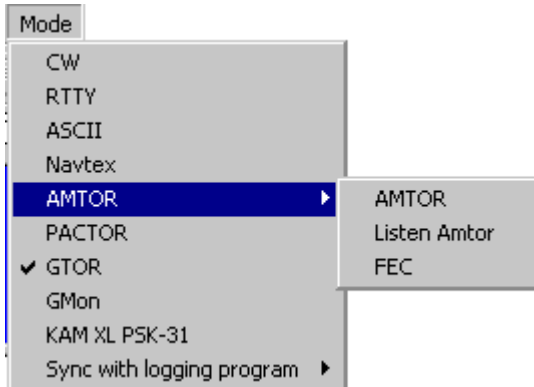 Mode
CW
RTTY
ASCII
Navtex
AMTOR
PACTOR
GTOR
GMon
KAM XL PSK-31
Sync with logging program
AMTOR
Listen Amtor
FEC